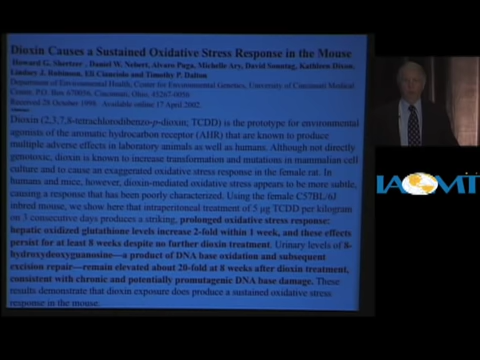 Dioxin Causes a Sustained Oxidative Stress Response in the Mouse
Howard G. Shertzer, Daniel W. Nebert, Alvaro Puga, Michelle Ary, David Sonntag, Kathleen Dixon,
Lindsey J. Robinson, Eli Cianciolo and Timothy P. Dalton
Department of Environmental Health, Center for Environmental Genetics, University of Cincinnati Medical
Center, P.O. Cincinnati, Ohio, 45267-0056
Received 28 October 1998. Available online 17 April 2002.
Dioxin (2,3,7,8-tetrachlorodibenzo-p-dioxin; TCDD) is the prototype for environmental
agonists of the aromatic hydrocarbon receptor (AHR) that are known to produce
multiple adverse effects in laboratory animals as well as humans. Although not directly
genotoxic, dioxin is known to increase transformation and mutations in mammalian cell
culture and to cause an exaggerated oxidative stress response in the female rat. In
humans and mice, however, dioxin-mediated oxidative stress appears to be more subtle,
causing a response that has been poorly characterized. Using the female C57BL/6J
inbred mouse, we show here that intraperitoneal treatment of 5 μg TCDD per kilogram
on 3 consecutive days produces a striking, prolonged oxidative stress response:
hepatic oxidized glutathione levels increase 2-fold within 1 week, and these effects
persist for at least 8 weeks despite no further dioxin treatment. Urinary levels of 8-
hydroxydeoxyguanosine— a product of DNA base oxidation and subsequent
excision repair—remain elevated about 20-fold at 8 weeks after dioxin treatment,
consistent with chronic and potentially promutagenic DNA base damage. These
results demonstrate that dioxin exposure does produce a sustained oxidative stress
response in the mouse.
IAOMT